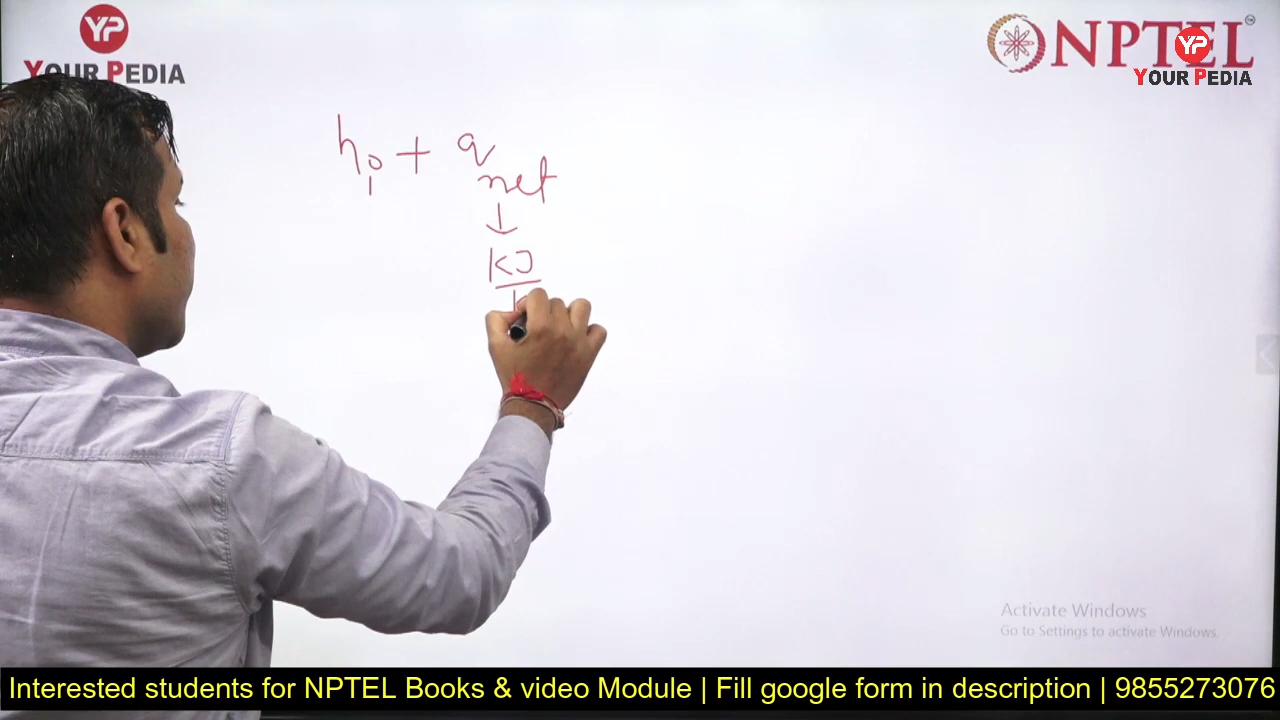 YP
YOUR PEDIA
NPTEL
YP
YOUR PEDIA
h01 + q net
↓
KJ
Activate Windows
Go to Settings to activate Windows.
Interested students for NPTEL Books & video Module | Fill google form in description | 9855273076